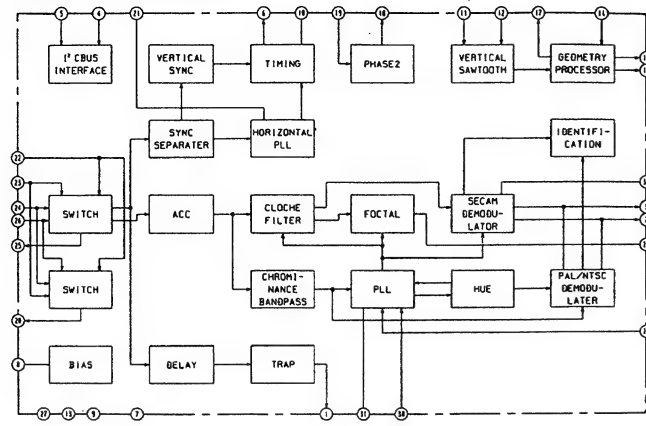 5 4 21 6 10 19 18 11 12 17 14
I² CBUS
INTERFACE
VERTICAL
SYNC
TIMING
PHASE2
VERTICAL
SAWTOOTH
GEOMETRY
PROCESSOR
SYNC
SEPARATER
HORIZONTAL
PLL
IDENTIFI-
CATION
22
23
24
26
25
SWITCH
ACC
CLOCHE
FILTER
FOCTAL
SECAM
DEMODU-
LATOR
SWITCH
CHROMI-
NANCE
BANDPASS
PLL
HUE
PAL/NTSC
DEMODU-
LATER
20
8
BIAS
DELAY
TRAP
27 13 9 7 1 31 30